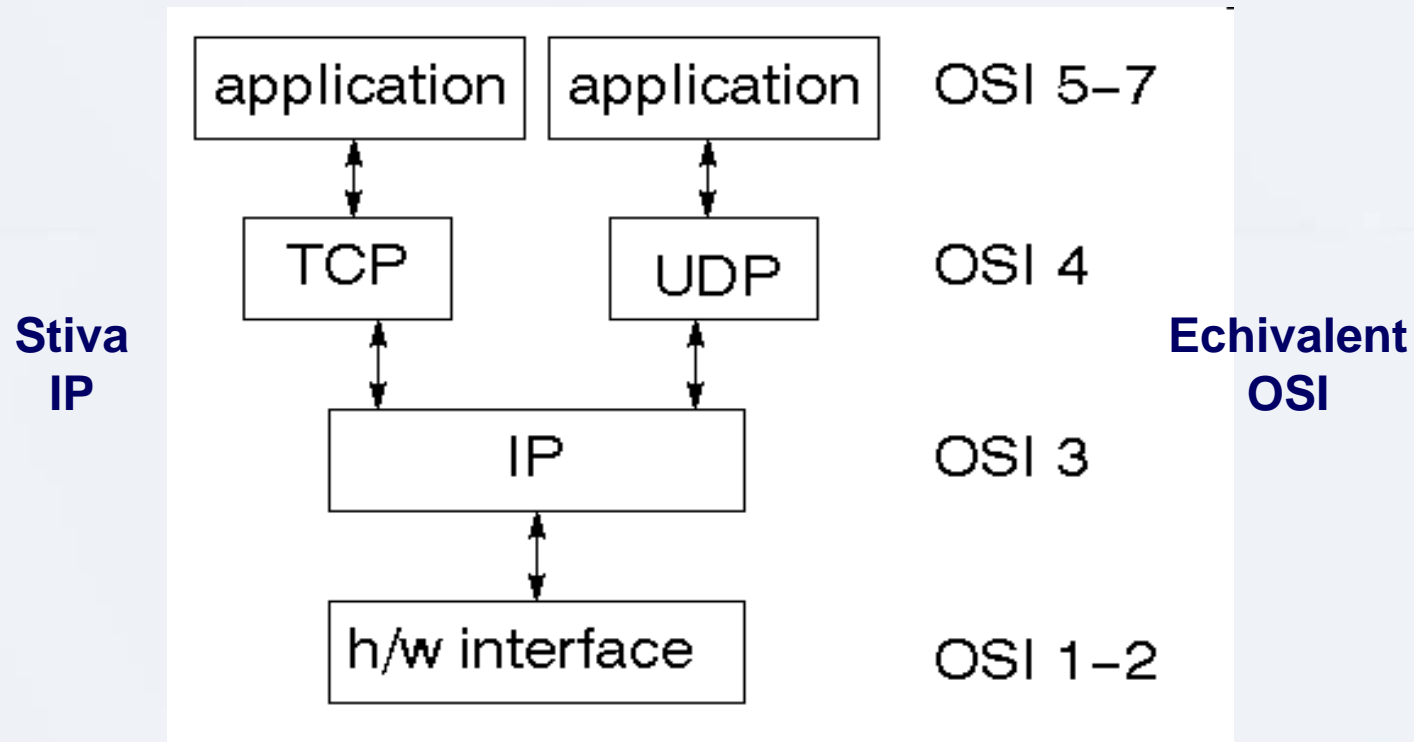 application application OSI 5-7
TCP UDP OSI 4
Stiva
IP
Echivalent
OSI
IP OSI 3
h/w interface OSI 1-2